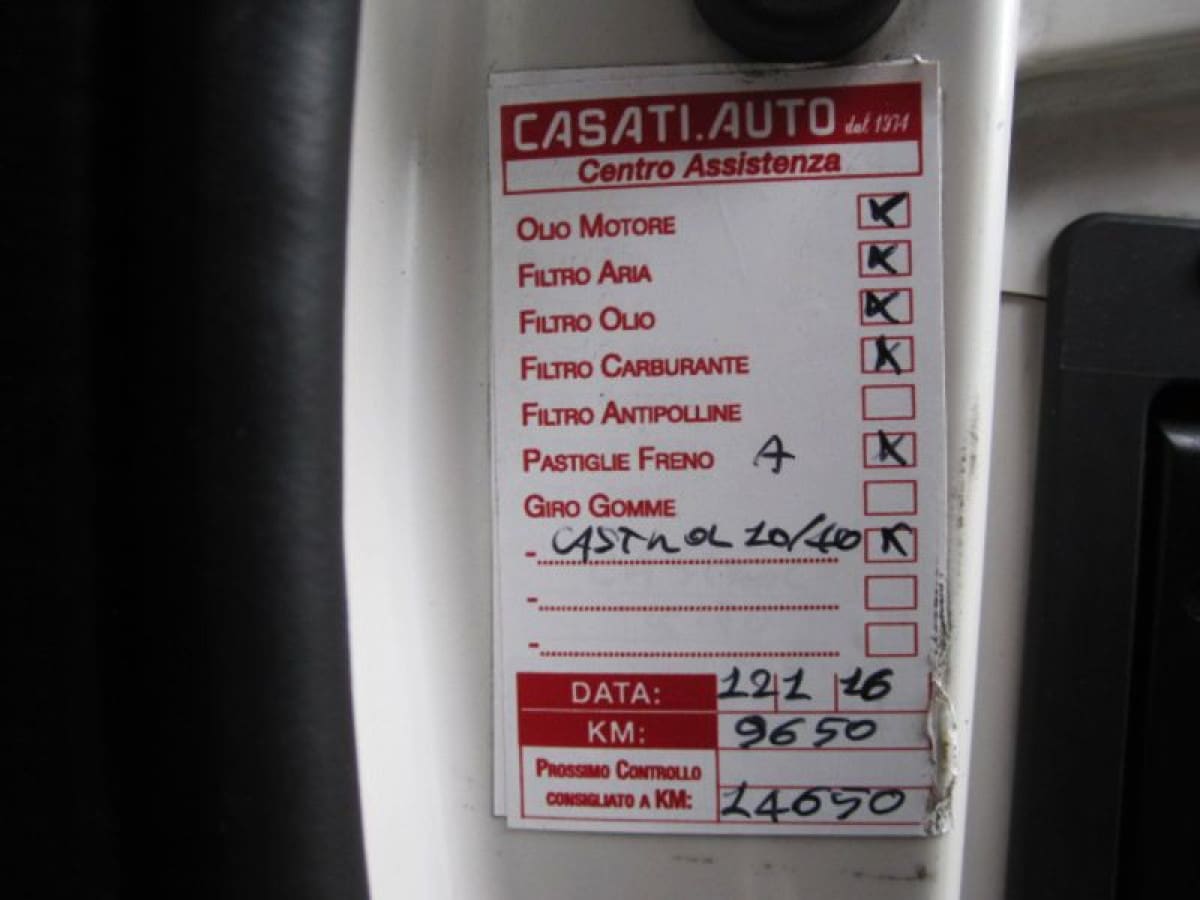 CASATI.AUTO dal 1974
Centro Assistenza
OLIO MOTORE
FILTRO ARIA
FILTRO OLIO
FILTRO CARBURANTE
FILTRO ANTIPOLLINE
PASTIGLIE FRENO A
GIRO GOMME
- CASTROL 10/40
-
-
DATA: 12 1 16
KM: 9650
PROSSIMO CONTROLLO
CONSIGLIATO A KM: 14650